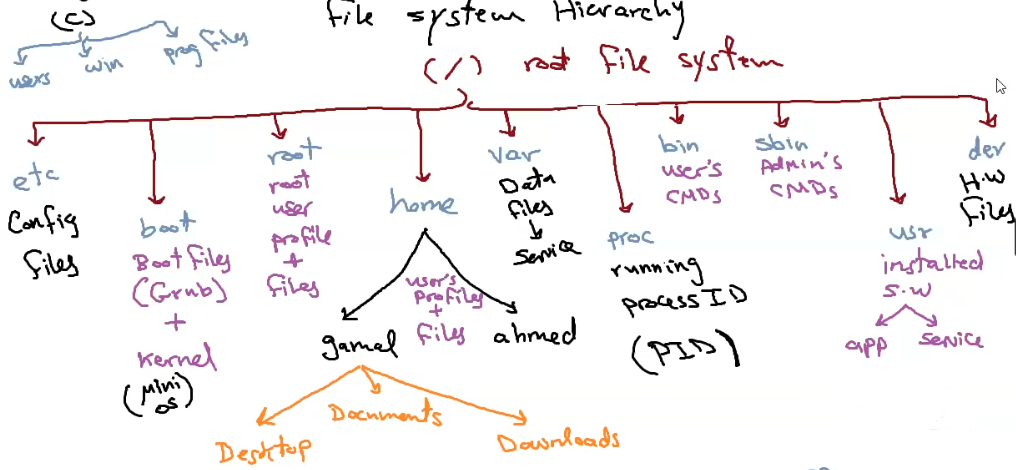 File system Hierarchy
(C)
users
win
prog files
(/) root file system
etc
Config
files
boot
Boot files
(Grub)
+
kernel
(mini
os)
root
root
user
profile
+
files
home
user's
profiles
+
files
gamal
ahmed
Desktop
Documents
Downloads
var
Data
files
service
proc
running
process ID
(PID)
bin
user's
CMDs
sbin
Admin's
CMDs
usr
installed
S.W
app
service
dev
H.W
files